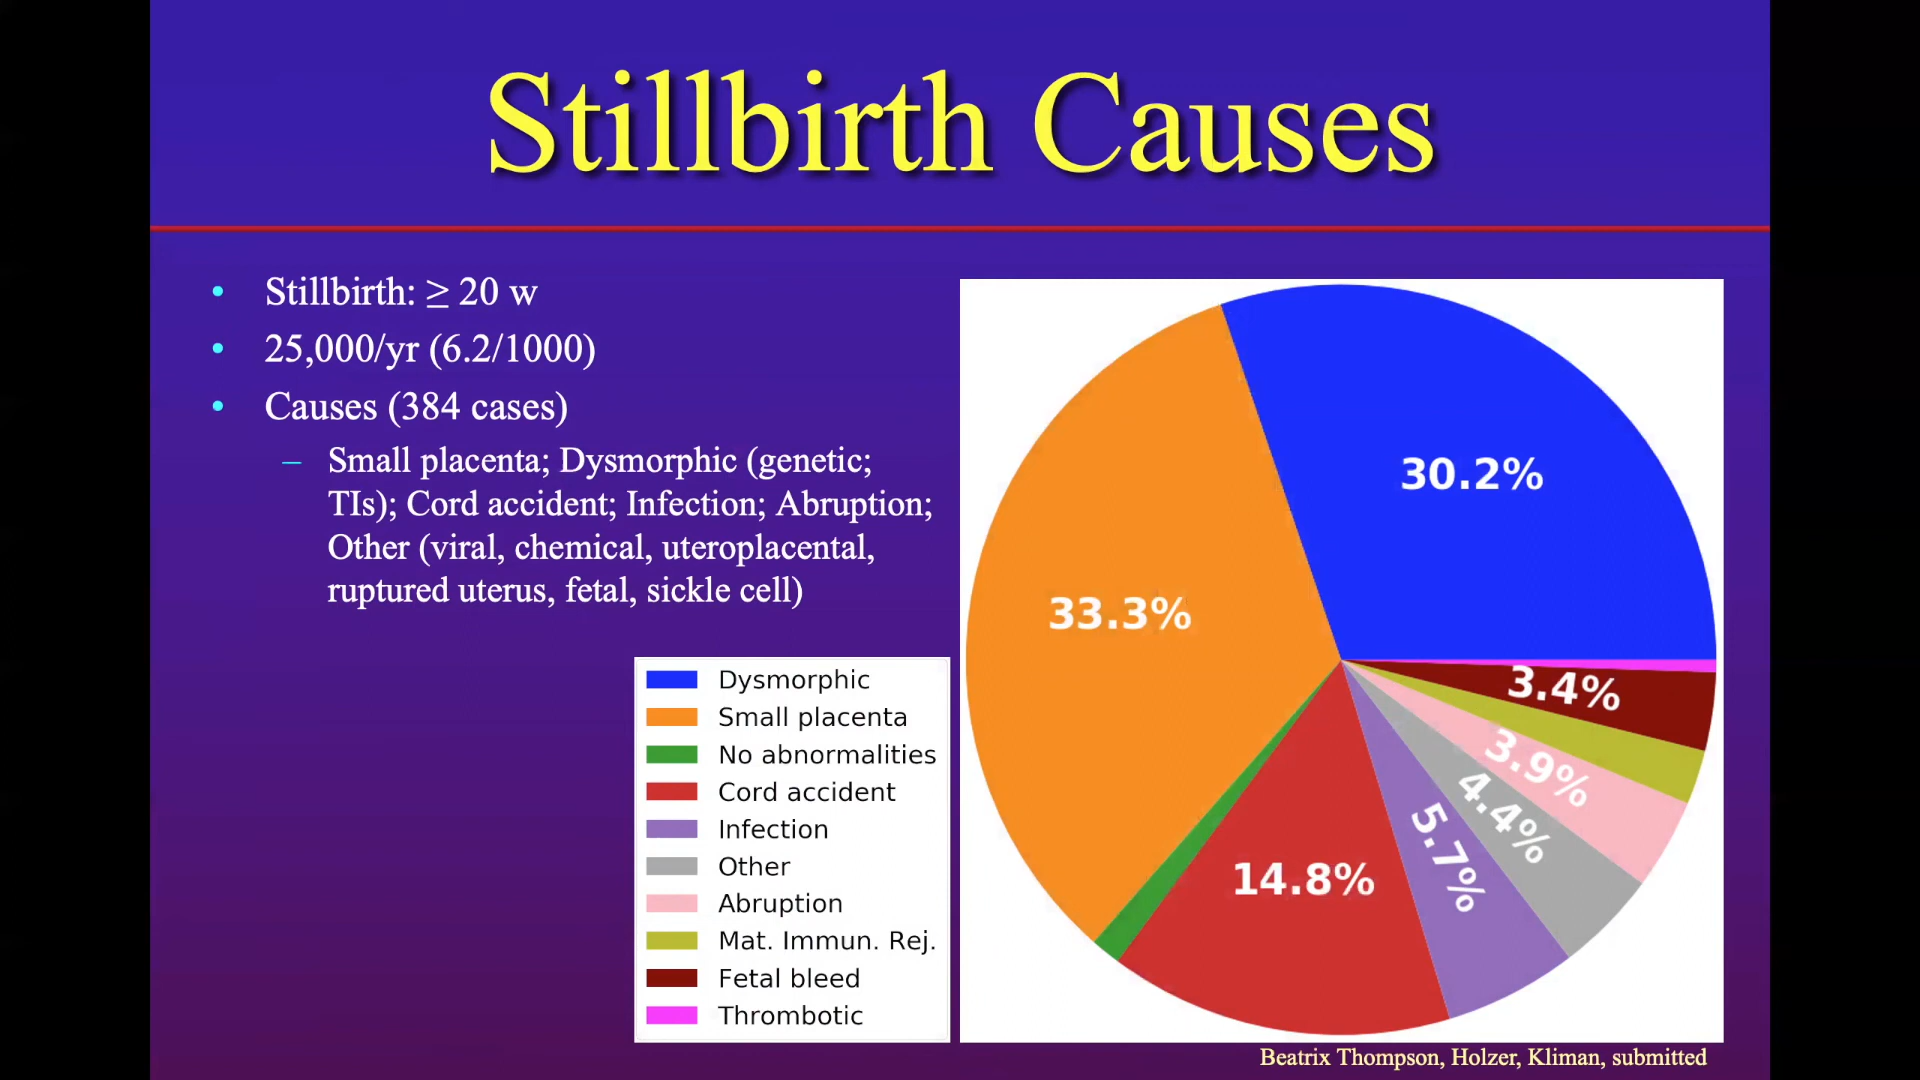 Stillbirth Causes
• Stillbirth: ≥ 20 w
• 25,000/yr (6.2/1000)
• Causes (384 cases)
– Small placenta; Dysmorphic (genetic;
TIs); Cord accident; Infection; Abruption;
Other (viral, chemical, uteroplacental,
ruptured uterus, fetal, sickle cell)
Dysmorphic
Small placenta
No abnormalities
Cord accident
Infection
Other
Abruption
Mat. Immun. Rej.
Fetal bleed
Thrombotic
30.2%
33.3%
14.8%
5.7%
4.4%
3.9%
3.4%
Beatrix Thompson, Holzer, Kliman, submitted